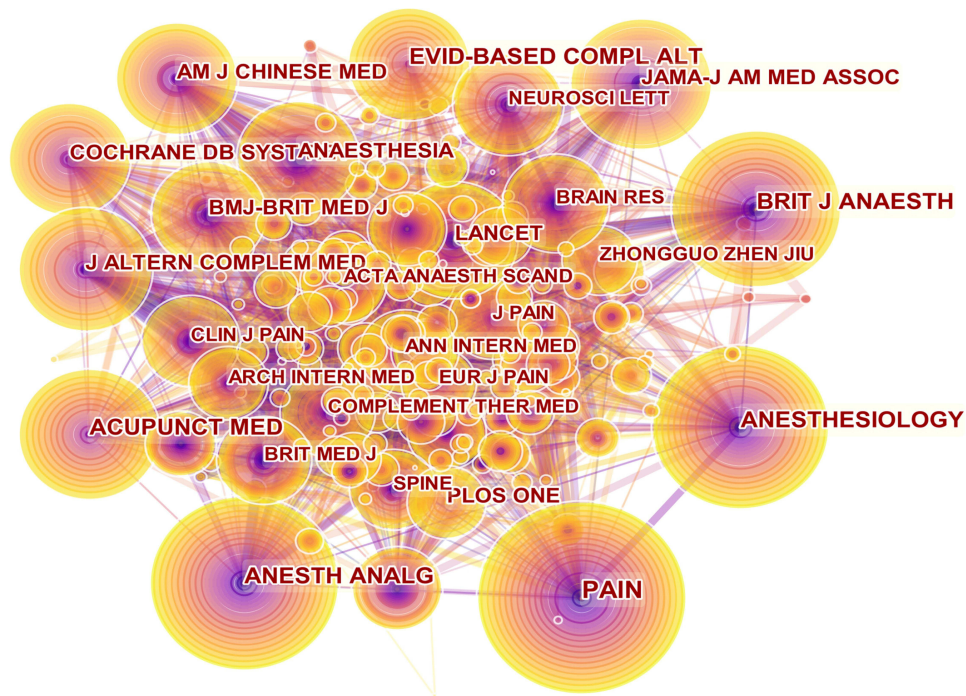 EVID-BASED COMPL ALT
AM J CHINESE MED
JAMA-J AM MED ASSOC
NEUROSCI LETT
COCHRANE DB SYST
ANAESTHESIA
BRAIN RES
BRIT J ANAESTH
BMJ-BRIT MED J
LANCET
ZHONGGUO ZHEN JIU
J ALTERN COMPLEM MED
ACTA ANAESTH SCAND
J PAIN
CLIN J PAIN
ANN INTERN MED
ARCH INTERN MED
EUR J PAIN
COMPLEMENT THER MED
ANESTHESIOLOGY
ACUPUNCT MED
BRIT MED J
SPINE
PLOS ONE
ANESTH ANALG
PAIN